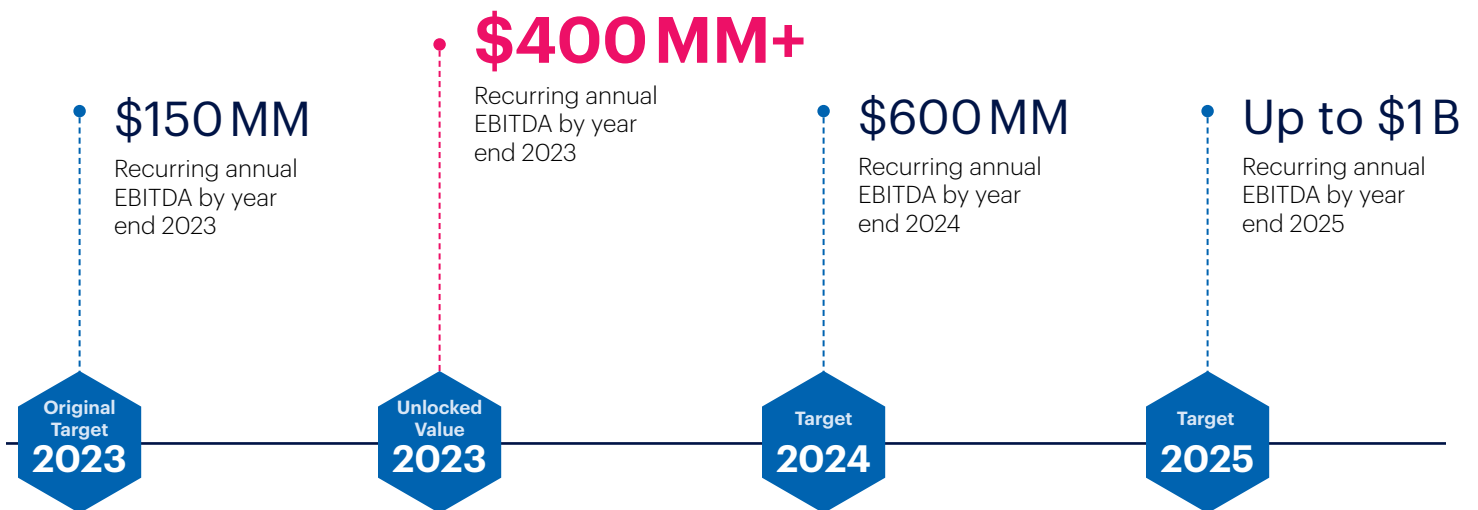 $150 MM
Recurring annual
EBITDA by year
end 2023
Original
Target
2023
$400 MM+
Recurring annual
EBITDA by year
end 2023
Unlocked
Value
2023
$600 MM
Recurring annual
EBITDA by year
end 2024
Target
2024
Up to $1 B
Recurring annual
EBITDA by year
end 2025
Target
2025